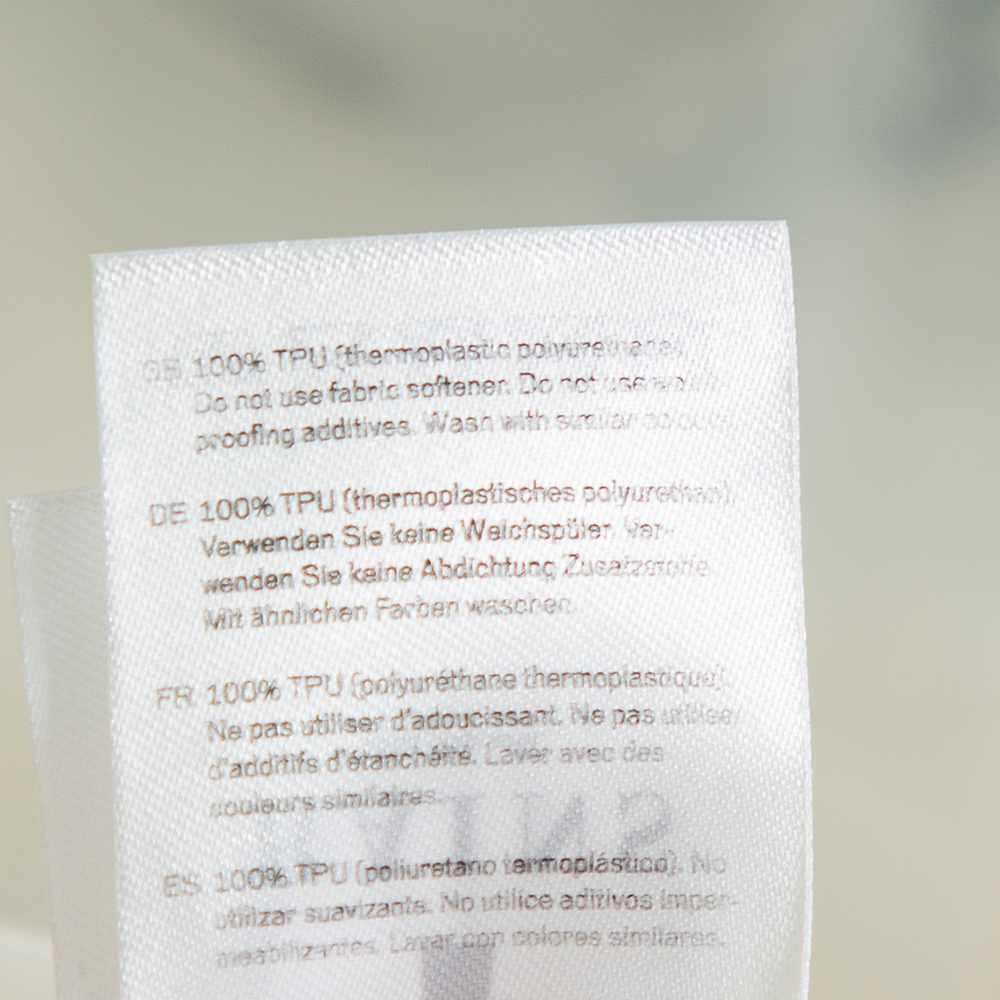 GB 100% TPU (thermoplastic polyurethane)
Do not use fabric softener. Do not use
proofing additives. Wash with similar
DE 100% TPU (thermoplastisches polyurethan)
Verwenden Sie keine Weichspüler. Ver-
wenden Sie keine Abdichtung Zusatzstoffe.
Mit ähnlichen Farben waschen.
FR 100% TPU (polyuréthane thermoplastique).
Ne pas utiliser d'adoucissant. Ne pas utiliser
d'additifs d'étanchéité. Laver avec des
couleurs similaires.
ES 100% TPU (poliuretano termoplástico). No
utilizar suavizante. No utilice aditivos imper-
meabilizantes. Lavar con colores similares.